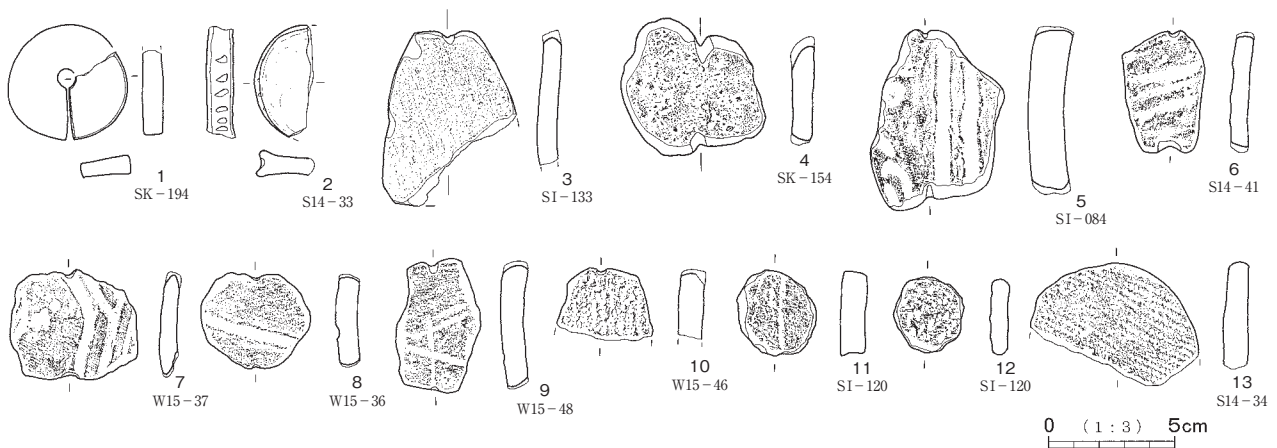 1
SK-194
2
S14-33
3
SI-133
4
SK-154
5
SI-084
6
S14-41
7
W15-37
8
W15-36
9
W15-48
10
W15-46
11
SI-120
12
SI-120
13
S14-34
0 (1:3) 5cm